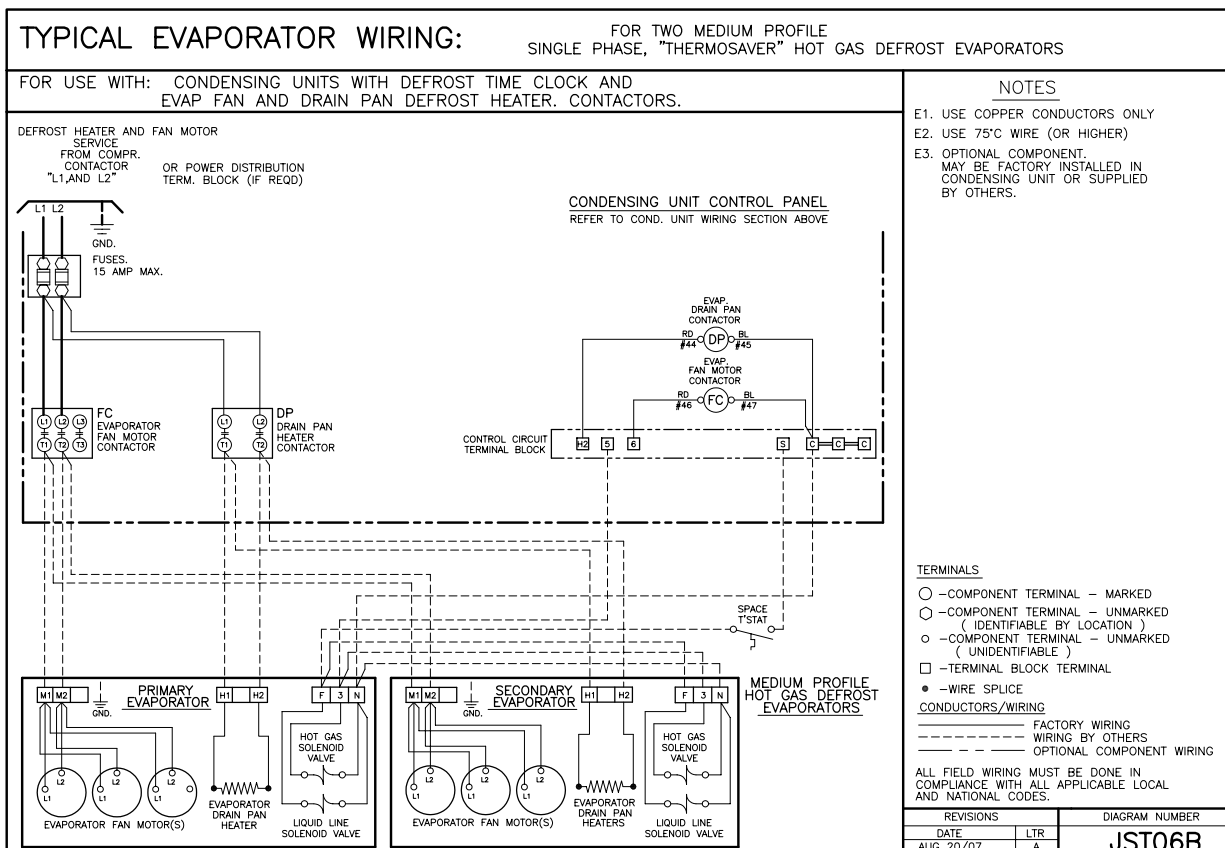 TYPICAL EVAPORATOR WIRING:
FOR TWO MEDIUM PROFILE
SINGLE PHASE, "THERMOSAVER" HOT GAS DEFROST EVAPORATORS
FOR USE WITH: CONDENSING UNITS WITH DEFROST TIME CLOCK AND
EVAP FAN AND DRAIN PAN DEFROST HEATER. CONTACTORS.
DEFROST HEATER AND FAN MOTOR
SERVICE
FROM COMPR.
CONTACTOR
"L1,AND L2"
OR POWER DISTRIBUTION
TERM. BLOCK (IF REQD)
L1 L2
GND.
FUSES.
15 AMP MAX.
CONDENSING UNIT CONTROL PANEL
REFER TO COND. UNIT WIRING SECTION ABOVE
EVAP.
DRAIN PAN
CONTACTOR
RD
#44
DP
BL
#45
EVAP.
FAN MOTOR
CONTACTOR
RD
#46
FC
BL
#47
L1 L2 L3
T1 T2 T3
FC
EVAPORATOR
FAN MOTOR
CONTACTOR
L1 L2
T1 T2
DP
DRAIN PAN
HEATER
CONTACTOR
CONTROL CIRCUIT
TERMINAL BLOCK
H2 5 6 S C C C
SPACE
T'STAT
M1 M2
GND.
PRIMARY
EVAPORATOR
H1 H2
F 3 N
HOT GAS
SOLENOID
VALVE
L2 L2 L2
L1 L1 L1
EVAPORATOR FAN MOTOR(S)
EVAPORATOR
DRAIN PAN
HEATER
LIQUID LINE
SOLENOID VALVE
M1 M2
GND.
SECONDARY
EVAPORATOR
H1 H2
F 3 N
HOT GAS
SOLENOID
VALVE
L2 L2 L2
L1 L1 L1
EVAPORATOR FAN MOTOR(S)
EVAPORATOR
DRAIN PAN
HEATERS
LIQUID LINE
SOLENOID VALVE
MEDIUM PROFILE
HOT GAS DEFROST
EVAPORATORS
NOTES
E1. USE COPPER CONDUCTORS ONLY
E2. USE 75°C WIRE (OR HIGHER)
E3. OPTIONAL COMPONENT.
MAY BE FACTORY INSTALLED IN
CONDENSING UNIT OR SUPPLIED
BY OTHERS.
TERMINALS
-COMPONENT TERMINAL - MARKED
-COMPONENT TERMINAL - UNMARKED
( IDENTIFIABLE BY LOCATION )
-COMPONENT TERMINAL - UNMARKED
( UNIDENTIFIABLE )
-TERMINAL BLOCK TERMINAL
-WIRE SPLICE
CONDUCTORS/WIRING
FACTORY WIRING
WIRING BY OTHERS
OPTIONAL COMPONENT WIRING
ALL FIELD WIRING MUST BE DONE IN
COMPLIANCE WITH ALL APPLICABLE LOCAL
AND NATIONAL CODES.
REVISIONS
DATE LTR
AUG 20/07 A
DIAGRAM NUMBER
JST06B